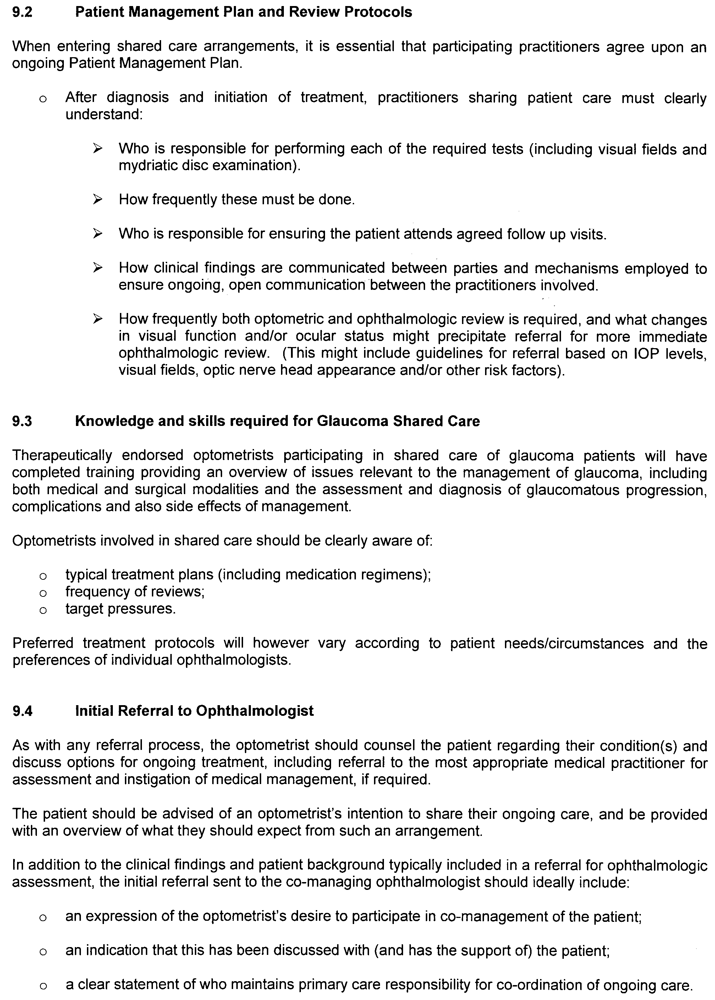 9.2 Patient Management Plan and Review Protocols
When entering shared care arrangements, it is essential that participating practitioners agree upon an
ongoing Patient Management Plan.
o After diagnosis and initiation of treatment, practitioners sharing patient care must clearly
understand:
➢ Who is responsible for performing each of the required tests (including visual fields and
mydriatic disc examination).
➢ How frequently these must be done.
➢ Who is responsible for ensuring the patient attends agreed follow up visits.
➢ How clinical findings are communicated between parties and mechanisms employed to
ensure ongoing, open communication between the practitioners involved.
➢ How frequently both optometric and ophthalmologic review is required, and what changes
in visual function and/or ocular status might precipitate referral for more immediate
ophthalmologic review. (This might include guidelines for referral based on IOP levels,
visual fields, optic nerve head appearance and/or other risk factors).
9.3 Knowledge and skills required for Glaucoma Shared Care
Therapeutically endorsed optometrists participating in shared care of glaucoma patients will have
completed training providing an overview of issues relevant to the management of glaucoma, including
both medical and surgical modalities and the assessment and diagnosis of glaucomatous progression,
complications and also side effects of management.
Optometrists involved in shared care should be clearly aware of:
o typical treatment plans (including medication regimens);
o frequency of reviews;
o target pressures.
Preferred treatment protocols will however vary according to patient needs/circumstances and the
preferences of individual ophthalmologists.
9.4 Initial Referral to Ophthalmologist
As with any referral process, the optometrist should counsel the patient regarding their condition(s) and
discuss options for ongoing treatment, including referral to the most appropriate medical practitioner for
assessment and instigation of medical management, if required.
The patient should be advised of an optometrist's intention to share their ongoing care, and be provided
with an overview of what they should expect from such an arrangement.
In addition to the clinical findings and patient background typically included in a referral for ophthalmologic
assessment, the initial referral sent to the co-managing ophthalmologist should ideally include:
o an expression of the optometrist's desire to participate in co-management of the patient;
o an indication that this has been discussed with (and has the support of) the patient;
o a clear statement of who maintains primary care responsibility for co-ordination of ongoing care.